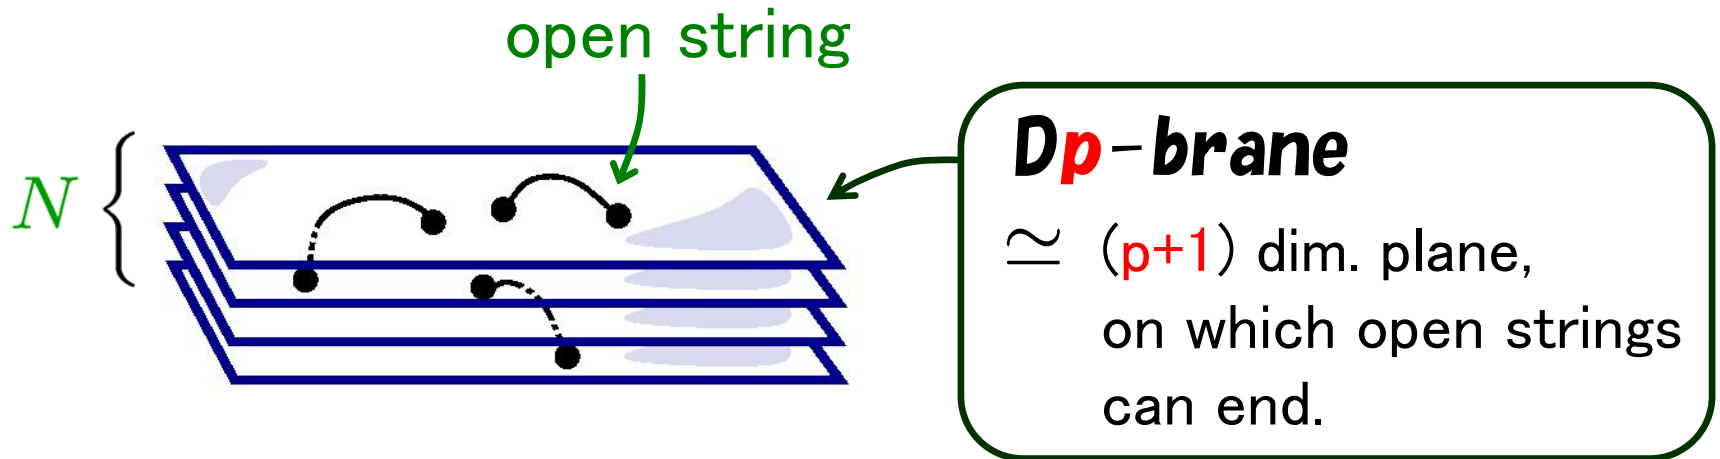 open string
N
Dp-brane
≃ (p+1) dim. plane,
on which open strings
can end.